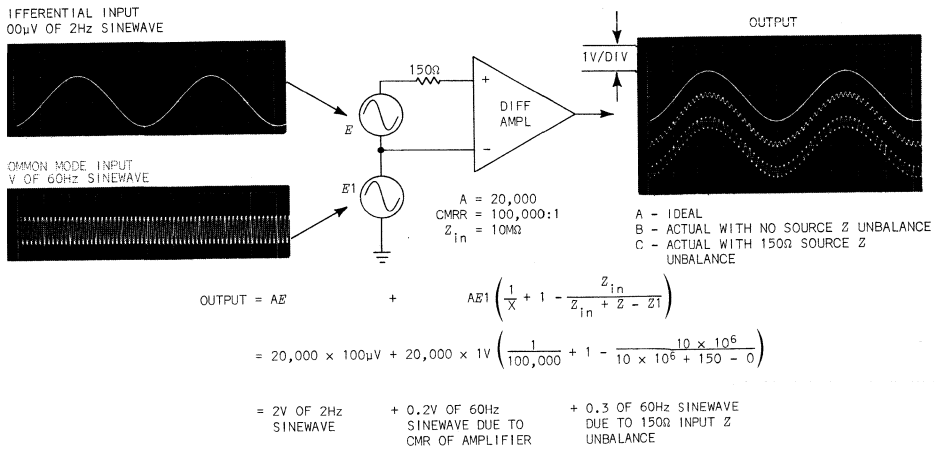 IFFERENTIAL INPUT
00µV OF 2Hz SINEWAVE
OMMON MODE INPUT
V OF 60Hz SINEWAVE
150Ω
+
E
DIFF
AMPL
−
E1
A = 20,000
CMRR = 100,000:1
Zin = 10MΩ
OUTPUT
1V/DIV
A - IDEAL
B - ACTUAL WITH NO SOURCE Z UNBALANCE
C - ACTUAL WITH 150Ω SOURCE Z
UNBALANCE
OUTPUT = AE + AE1 (1/X + 1 - Zin/(Zin + Z - Z1))
= 20,000 × 100µV + 20,000 × 1V (1/100,000 + 1 - 10 × 10⁶/(10 × 10⁶ + 150 - 0))
= 2V OF 2Hz + 0.2V OF 60Hz + 0.3 OF 60Hz SINEWAVE
SINEWAVE SINEWAVE DUE TO DUE TO 150Ω INPUT Z
CMR OF AMPLIFIER UNBALANCE